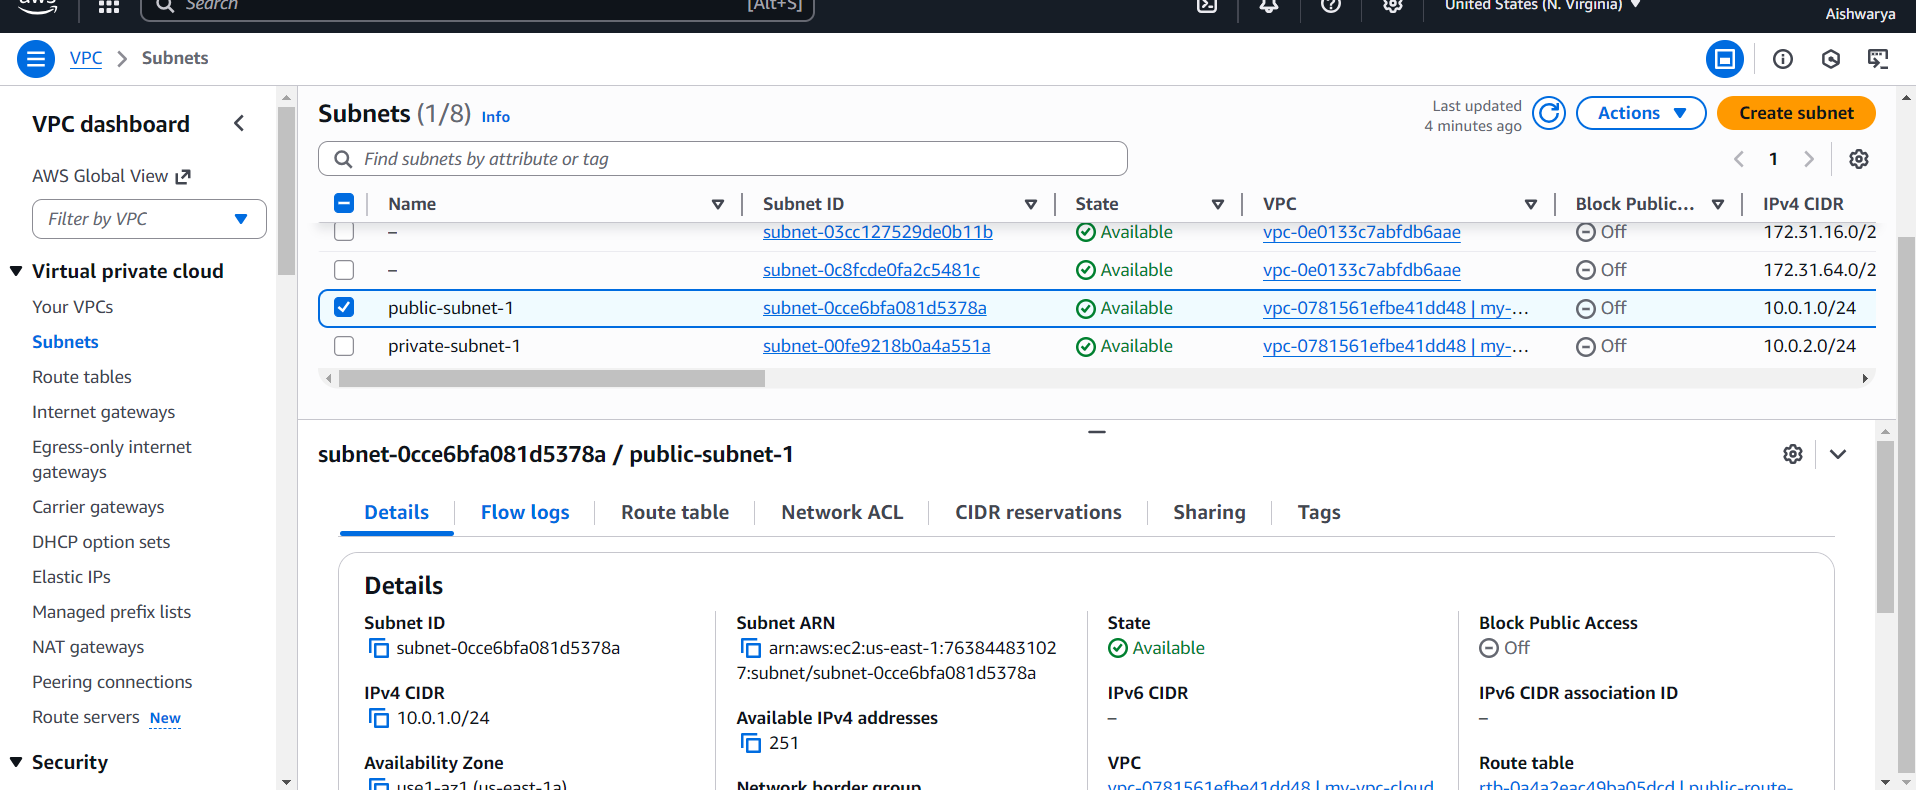 aws
Search
[Alt+S]
United States (N. Virginia)
Aishwarya
VPC
Subnets
VPC dashboard
AWS Global View
Filter by VPC
Virtual private cloud
Your VPCs
Subnets
Route tables
Internet gateways
Egress-only internet
gateways
Carrier gateways
DHCP option sets
Elastic IPs
Managed prefix lists
NAT gateways
Peering connections
Route servers New
Security
Subnets (1/8) Info
Last updated
4 minutes ago
Actions
Create subnet
Find subnets by attribute or tag
1
Name Subnet ID State VPC Block Public... IPv4 CIDR
– subnet-03cc127529de0b11b Available vpc-0e0133c7abfdb6aae Off 172.31.16.0/2
– subnet-0c8fcde0fa2c5481c Available vpc-0e0133c7abfdb6aae Off 172.31.64.0/2
public-subnet-1 subnet-0cce6bfa081d5378a Available vpc-0781561efbe41dd48 | my-... Off 10.0.1.0/24
private-subnet-1 subnet-00fe9218b0a4a551a Available vpc-0781561efbe41dd48 | my-... Off 10.0.2.0/24
subnet-0cce6bfa081d5378a / public-subnet-1
Details Flow logs Route table Network ACL CIDR reservations Sharing Tags
Details
Subnet ID
subnet-0cce6bfa081d5378a
IPv4 CIDR
10.0.1.0/24
Availability Zone
use1-az1 (us-east-1a)
Subnet ARN
arn:aws:ec2:us-east-1:76384483102
7:subnet/subnet-0cce6bfa081d5378a
Available IPv4 addresses
251
Network border group
State
Available
IPv6 CIDR
–
VPC
vpc-0781561efbe41dd48 | my-vpc-cloud
Block Public Access
Off
IPv6 CIDR association ID
–
Route table
rtb-0a4a2eac49ba05dcd | public-route-